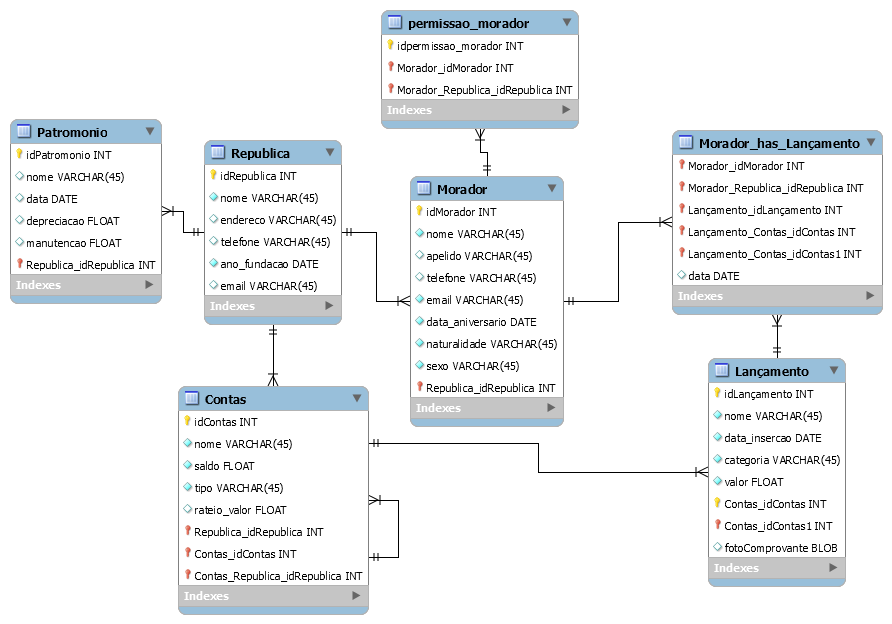 permissao_morador
idpermissao_morador INT
Morador_idMorador INT
Morador_Republica_idRepublica INT
Indexes
Patromonio
idPatromonio INT
nome VARCHAR(45)
data DATE
depreciacao FLOAT
manutencao FLOAT
Republica_idRepublica INT
Indexes
Republica
idRepublica INT
nome VARCHAR(45)
endereco VARCHAR(45)
telefone VARCHAR(45)
ano_fundacao DATE
email VARCHAR(45)
Indexes
Morador
idMorador INT
nome VARCHAR(45)
apelido VARCHAR(45)
telefone VARCHAR(45)
email VARCHAR(45)
data_aniversario DATE
naturalidade VARCHAR(45)
sexo VARCHAR(45)
Republica_idRepublica INT
Indexes
Morador_has_Lançamento
Morador_idMorador INT
Morador_Republica_idRepublica INT
Lançamento_idLançamento INT
Lançamento_Contas_idContas INT
Lançamento_Contas_idContas1 INT
data DATE
Indexes
Contas
idContas INT
nome VARCHAR(45)
saldo FLOAT
tipo VARCHAR(45)
rateio_valor FLOAT
Republica_idRepublica INT
Contas_idContas INT
Contas_Republica_idRepublica INT
Indexes
Lançamento
idLançamento INT
nome VARCHAR(45)
data_insercao DATE
categoria VARCHAR(45)
valor FLOAT
Contas_idContas INT
Contas_idContas1 INT
fotoComprovante BLOB
Indexes